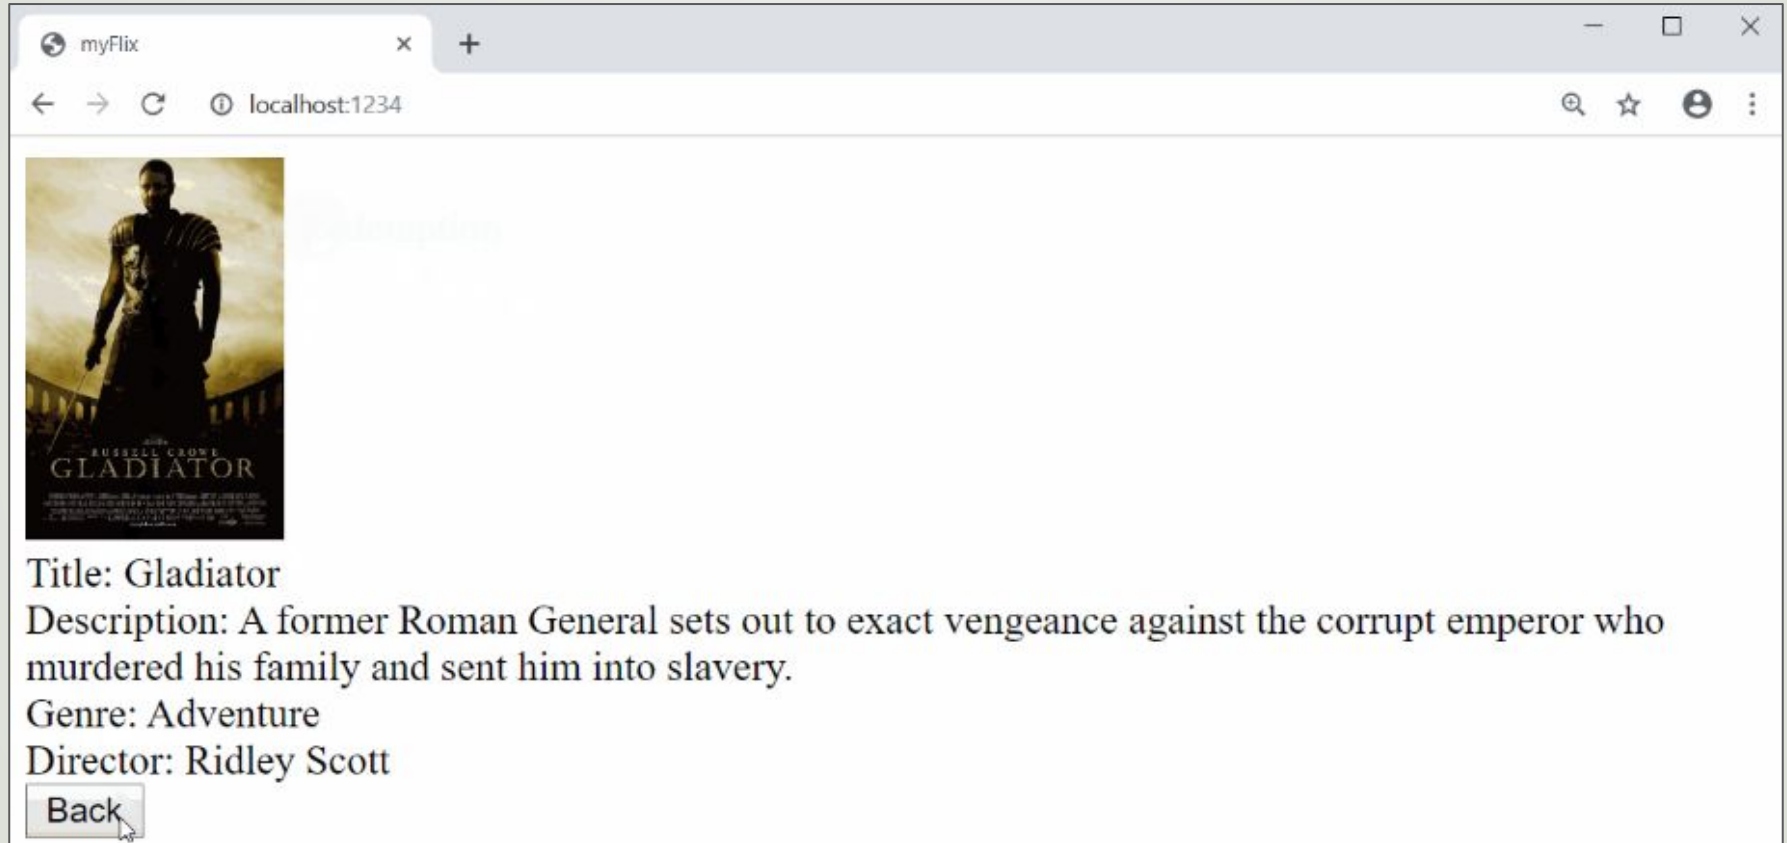 myFlix
localhost:1234
RUSSELL CROWE
GLADIATOR
Title: Gladiator
Description: A former Roman General sets out to exact vengeance against the corrupt emperor who
murdered his family and sent him into slavery.
Genre: Adventure
Director: Ridley Scott
Back